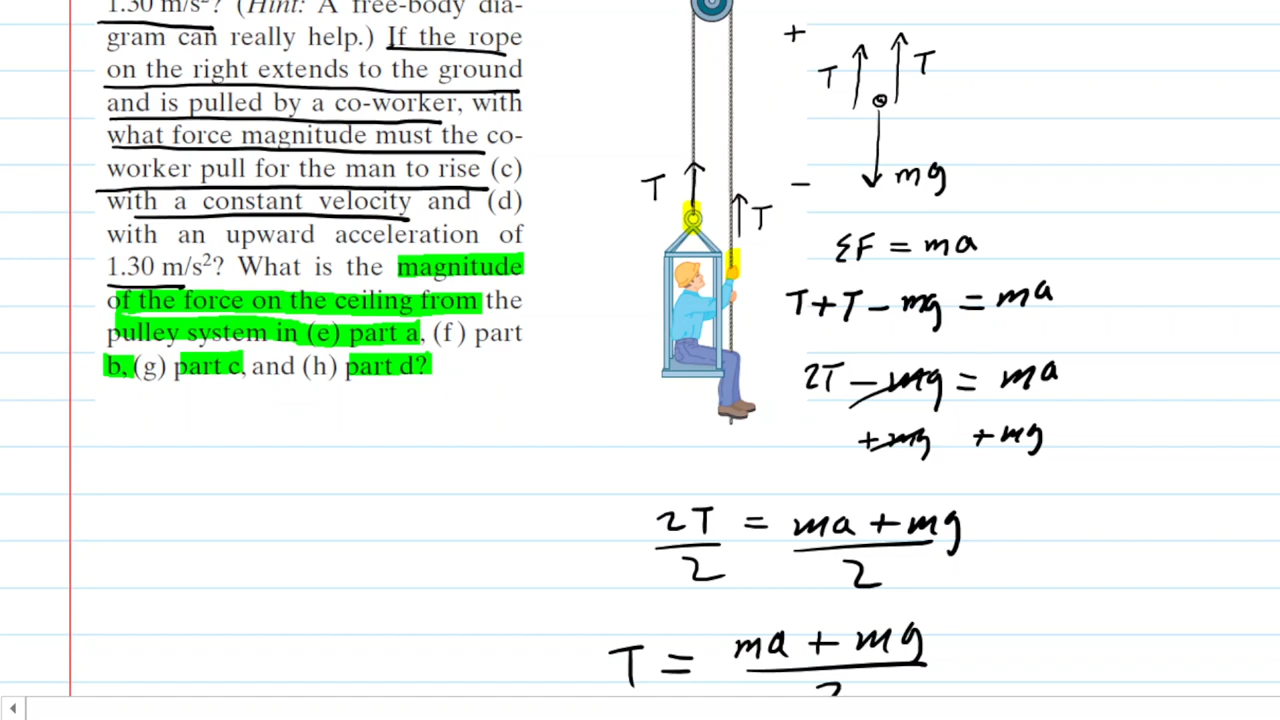 1.30 m/s²? (Hint: A free-body dia-
gram can really help.) If the rope
on the right extends to the ground
and is pulled by a co-worker, with
what force magnitude must the co-
worker pull for the man to rise (c)
with a constant velocity and (d)
with an upward acceleration of
1.30 m/s²? What is the magnitude
of the force on the ceiling from the
pulley system in (e) part a, (f) part
b, (g) part c, and (h) part d?
T
T
+
T
T
mg
−
ΣF = ma
T + T − mg = ma
2T − mg = ma
+mg +mg
2T = ma + mg
2 2
T = ma + mg